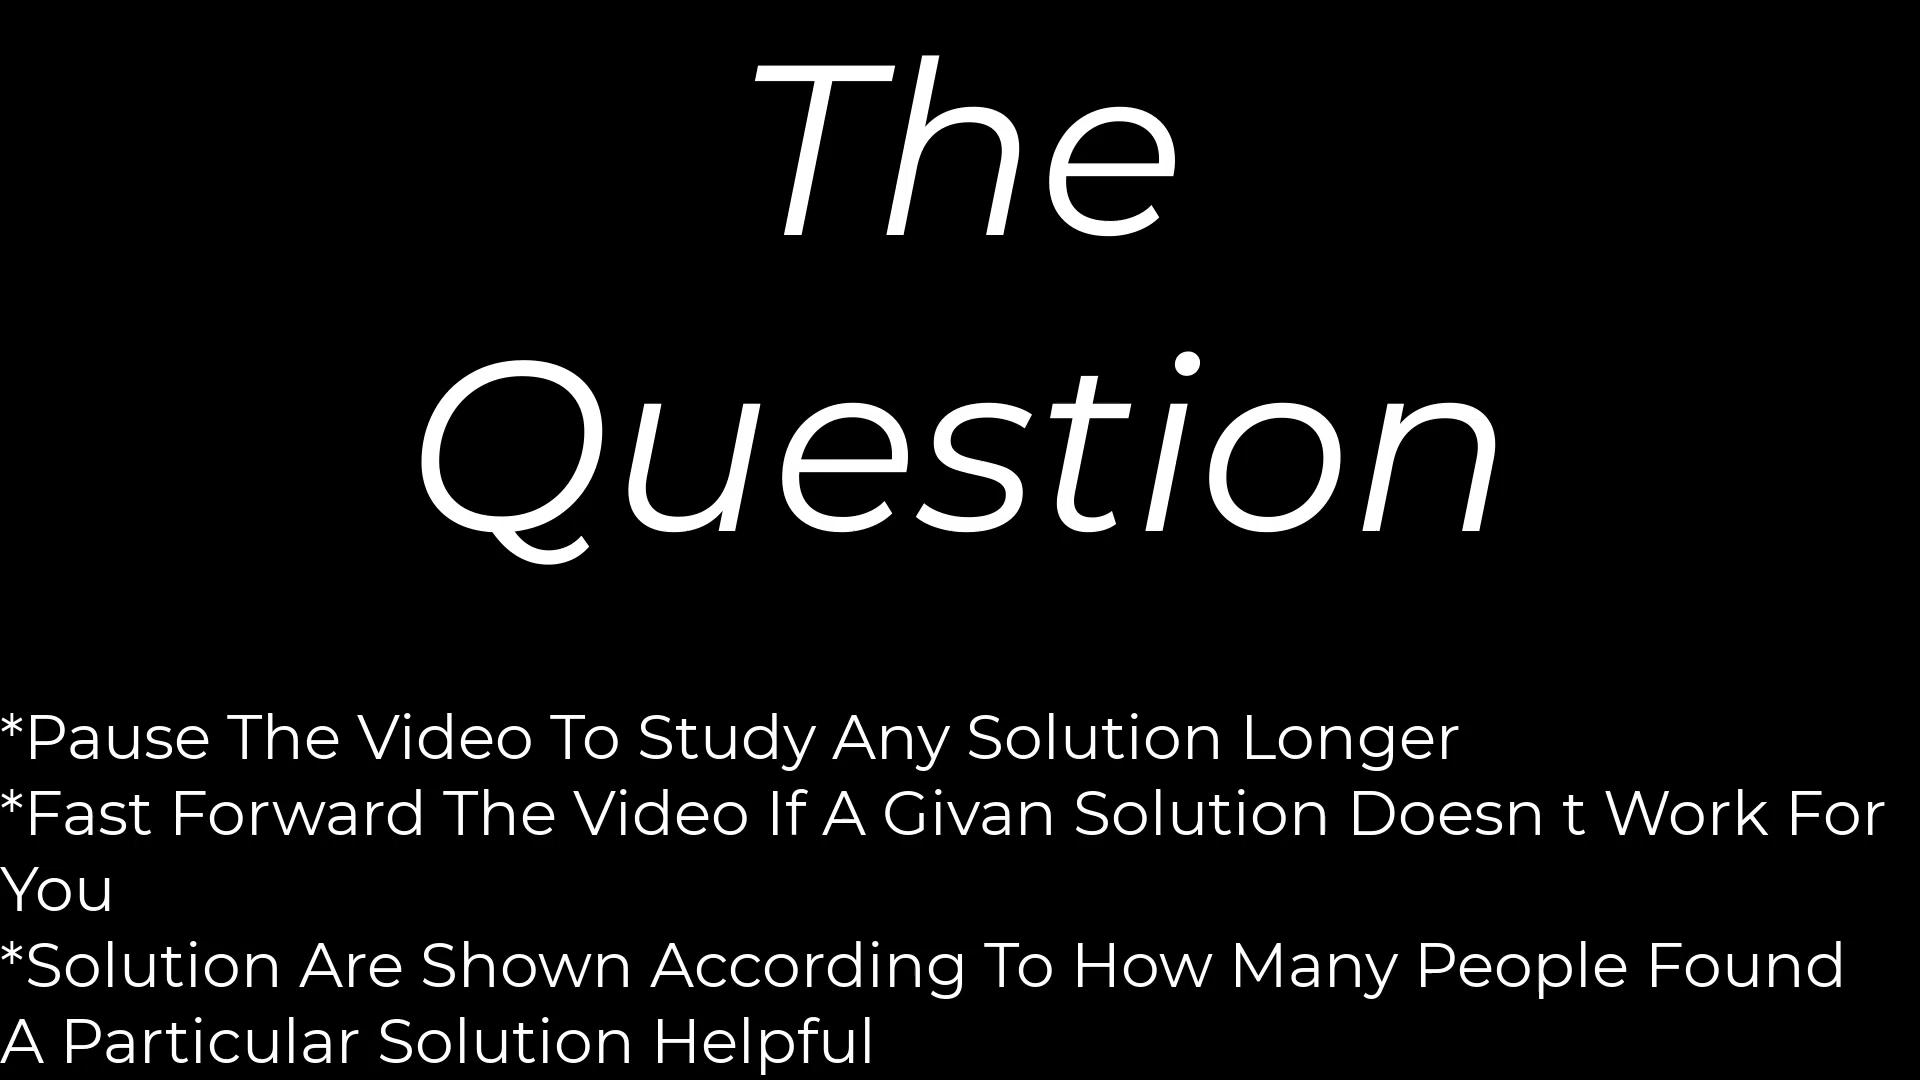 The
Question
*Pause The Video To Study Any Solution Longer
*Fast Forward The Video If A Givan Solution Doesn t Work For
You
*Solution Are Shown According To How Many People Found
A Particular Solution Helpful